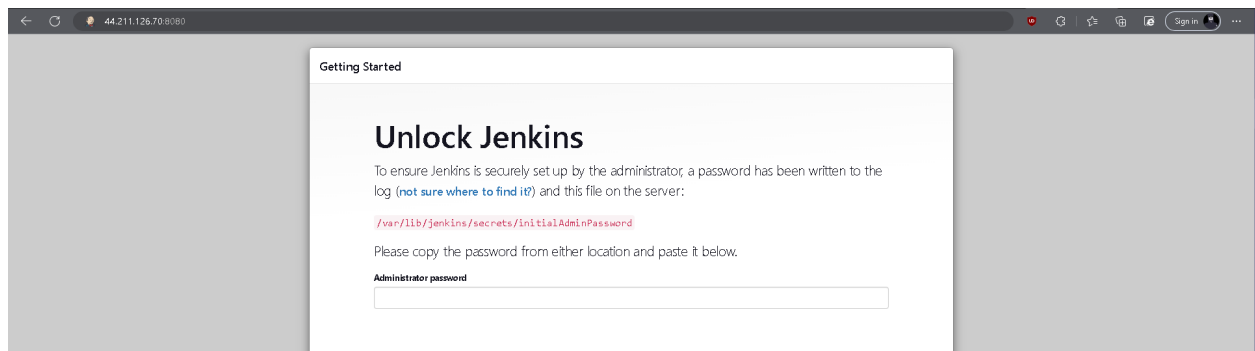 44.211.126.70:8080
Sign in
Getting Started
Unlock Jenkins
To ensure Jenkins is securely set up by the administrator, a password has been written to the
log (not sure where to find it?) and this file on the server:
/var/lib/jenkins/secrets/initialAdminPassword
Please copy the password from either location and paste it below.
Administrator password